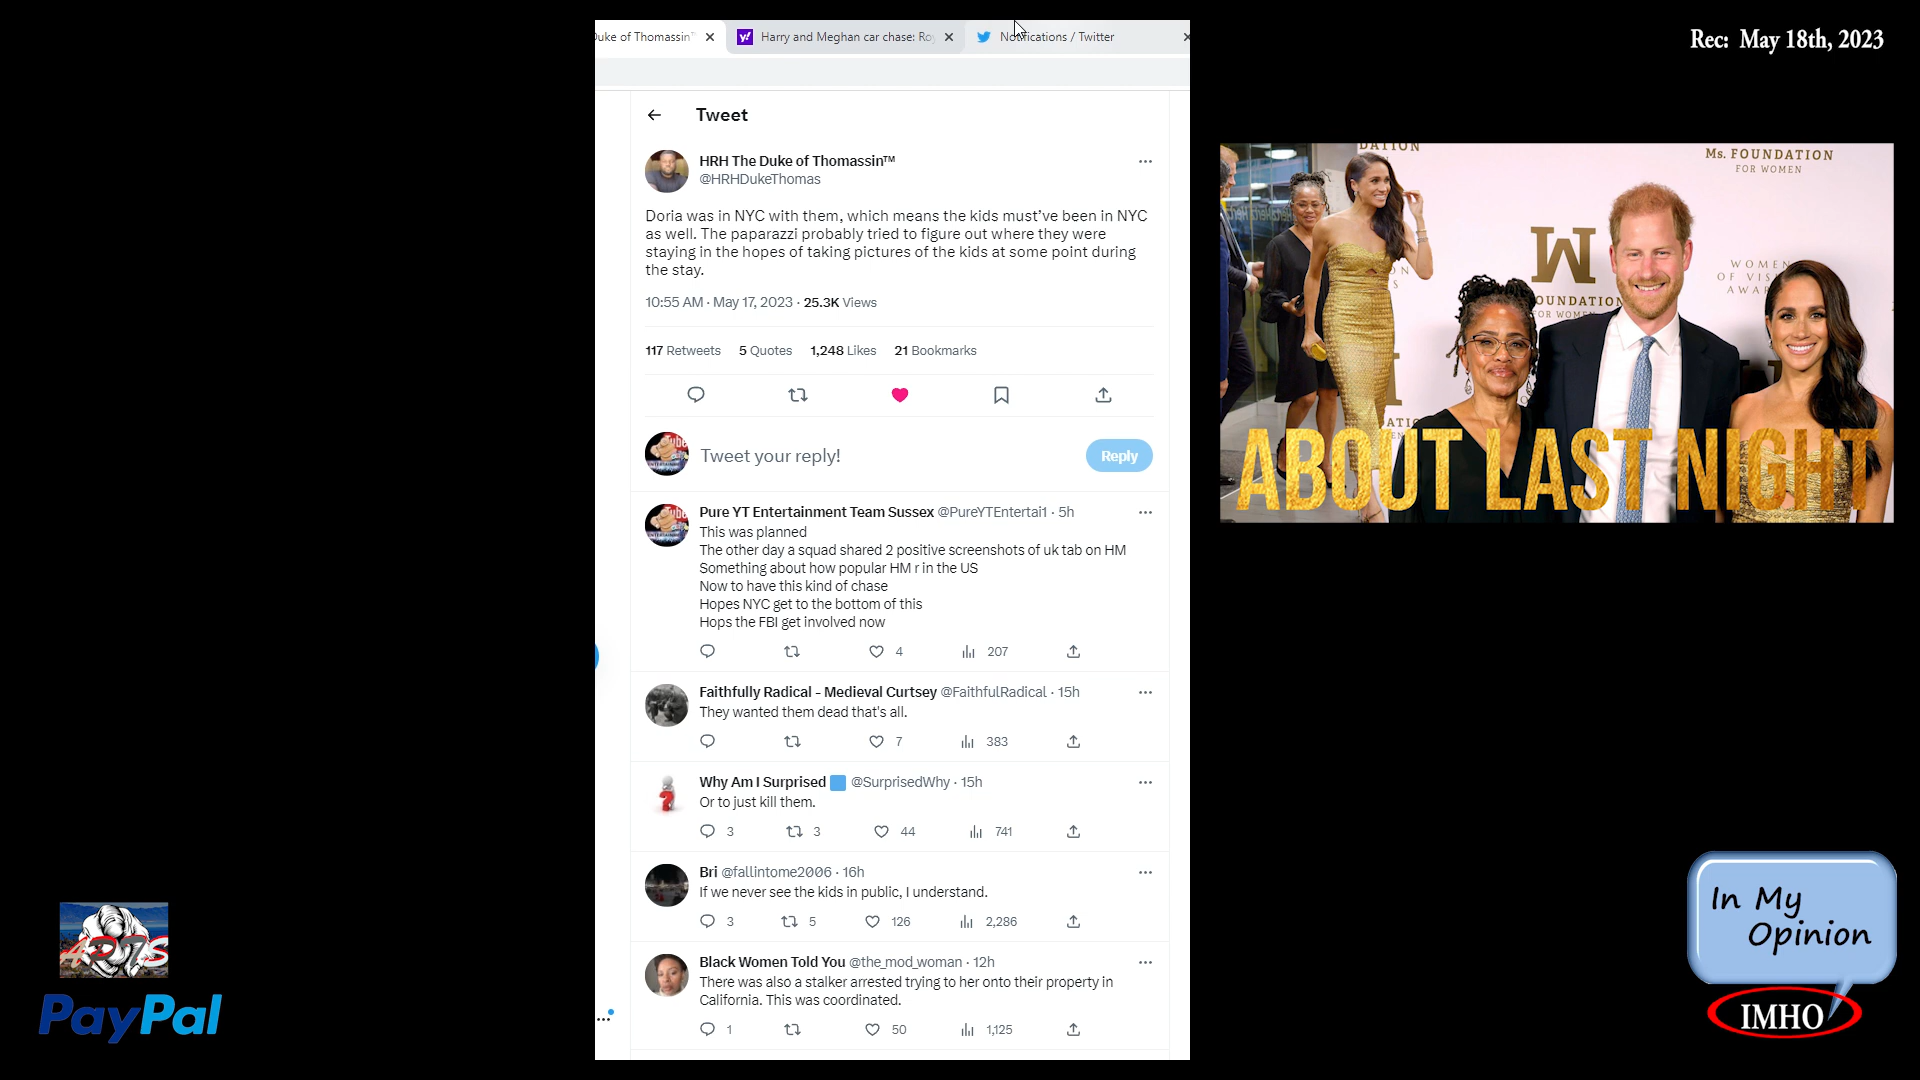 Duke of Thomassin™
Harry and Meghan car chase: Ro
Notifications / Twitter
Rec: May 18th, 2023
Tweet
HRH The Duke of Thomassin™
@HRHDukeThomas
Doria was in NYC with them, which means the kids must've been in NYC
as well. The paparazzi probably tried to figure out where they were
staying in the hopes of taking pictures of the kids at some point during
the stay.
10:55 AM · May 17, 2023 · 25.3K Views
117 Retweets 5 Quotes 1,248 Likes 21 Bookmarks
Tweet your reply!
Reply
Pure YT Entertainment Team Sussex @PureYTEntertai1 · 5h
This was planned
The other day a squad shared 2 positive screenshots of uk tab on HM
Something about how popular HM r in the US
Now to have this kind of chase
Hopes NYC get to the bottom of this
Hops the FBI get involved now
4 207
Faithfully Radical - Medieval Curtsey @FaithfulRadical · 15h
They wanted them dead that's all.
7 383
Why Am I Surprised @SurprisedWhy · 15h
Or to just kill them.
3 3 44 741
Bri @fallintome2006 · 16h
If we never see the kids in public, I understand.
3 5 126 2,286
Black Women Told You @the_mod_woman · 12h
There was also a stalker arrested trying to her onto their property in
California. This was coordinated.
1 50 1,125
DATION
Ms. FOUNDATION
FOR WOMEN
W
WOMEN
OF VIS
AWA
OUNDATION
FOR WOMEN
ABOUT LAST NIGHT
PayPal
In My
Opinion
IMHO